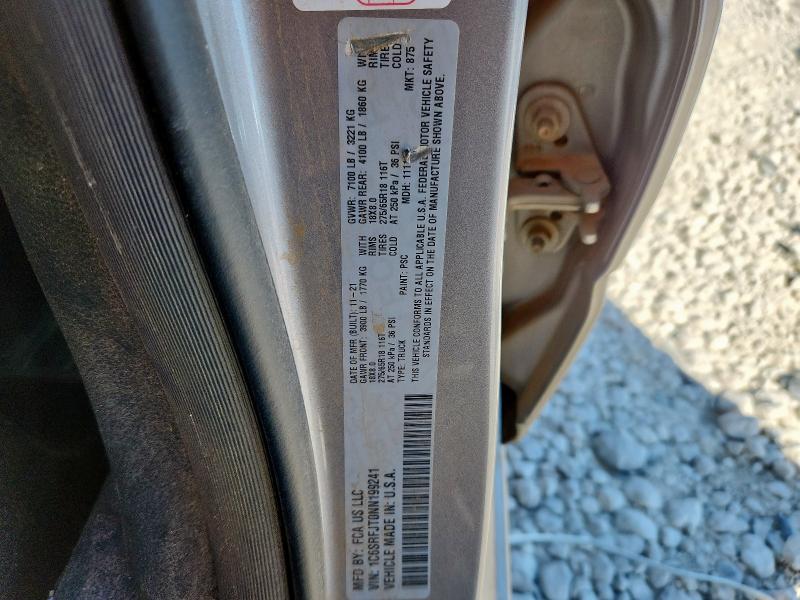 MFD BY: FCA US LLC
DATE OF MFR (BUILT): 11-21
GVWR: 7100 LB / 3221 KG
GAWR FRONT: 3900 LB / 1770 KG WITH
18X8.0 RIMS
275/65R18 116T TIRES
AT 250 kPa / 36 PSI COLD
GAWR REAR: 4100 LB / 1860 KG
18X8.0 RIMS
275/65R18 116T TIRES
AT 250 kPa / 36 PSI COLD
VIN: 1C6SRFJT0NN199241
TYPE: TRUCK PAINT: PSC MDH: MKT: 875
VEHICLE MADE IN: U.S.A.
THIS VEHICLE CONFORMS TO ALL APPLICABLE U.S.A. FEDERAL MOTOR VEHICLE SAFETY
STANDARDS IN EFFECT ON THE DATE OF MANUFACTURE SHOWN ABOVE.